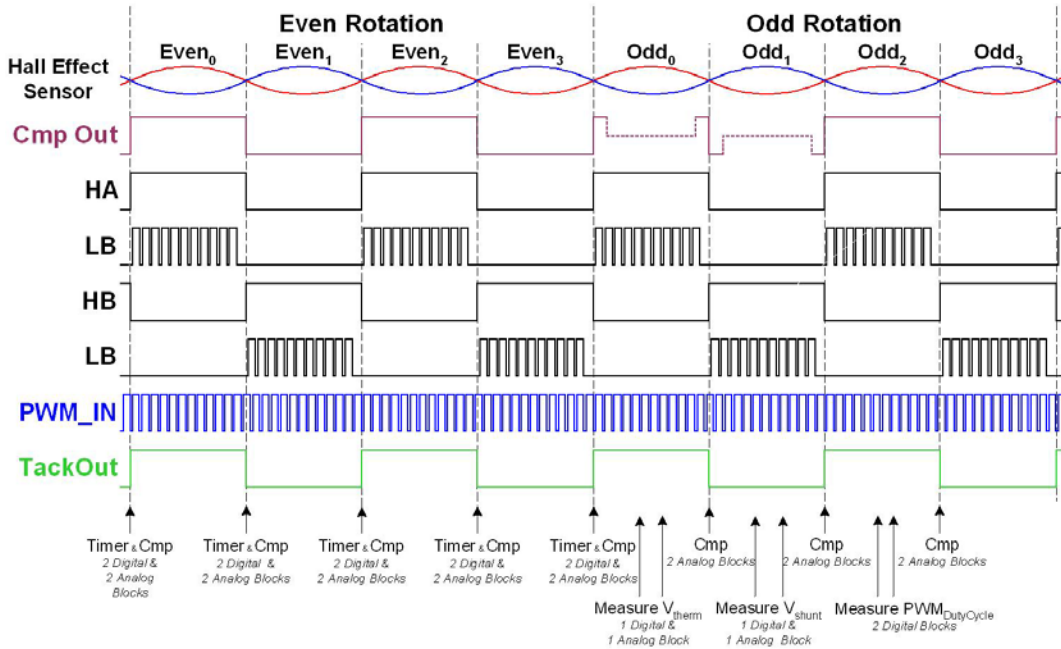 Even Rotation
Odd Rotation
Even0
Even1
Even2
Even3
Odd0
Odd1
Odd2
Odd3
Hall Effect
Sensor
Cmp Out
HA
LB
HB
LB
PWM_IN
TackOut
Timer & Cmp
2 Digital &
2 Analog
Blocks
Timer & Cmp
2 Digital &
2 Analog Blocks
Timer & Cmp
2 Digital &
2 Analog Blocks
Timer & Cmp
2 Digital &
2 Analog Blocks
Timer & Cmp
2 Digital &
2 Analog Blocks
Cmp
2 Analog Blocks
Cmp
2 Analog Blocks
Cmp
2 Analog Blocks
Measure Vtherm
1 Digital &
1 Analog Block
Measure Vshunt
1 Digital &
1 Analog Block
Measure PWMDutyCycle
2 Digital Blocks